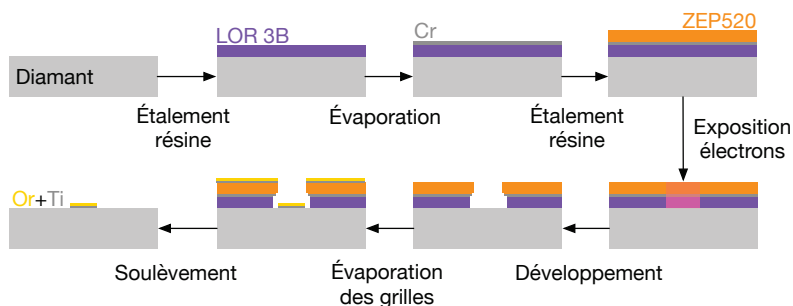 Diamant
Étalement
résine
LOR 3B
Évaporation
Cr
Étalement
résine
ZEP520
Exposition
électrons
Développement
Évaporation
des grilles
Soulèvement
Or+Ti